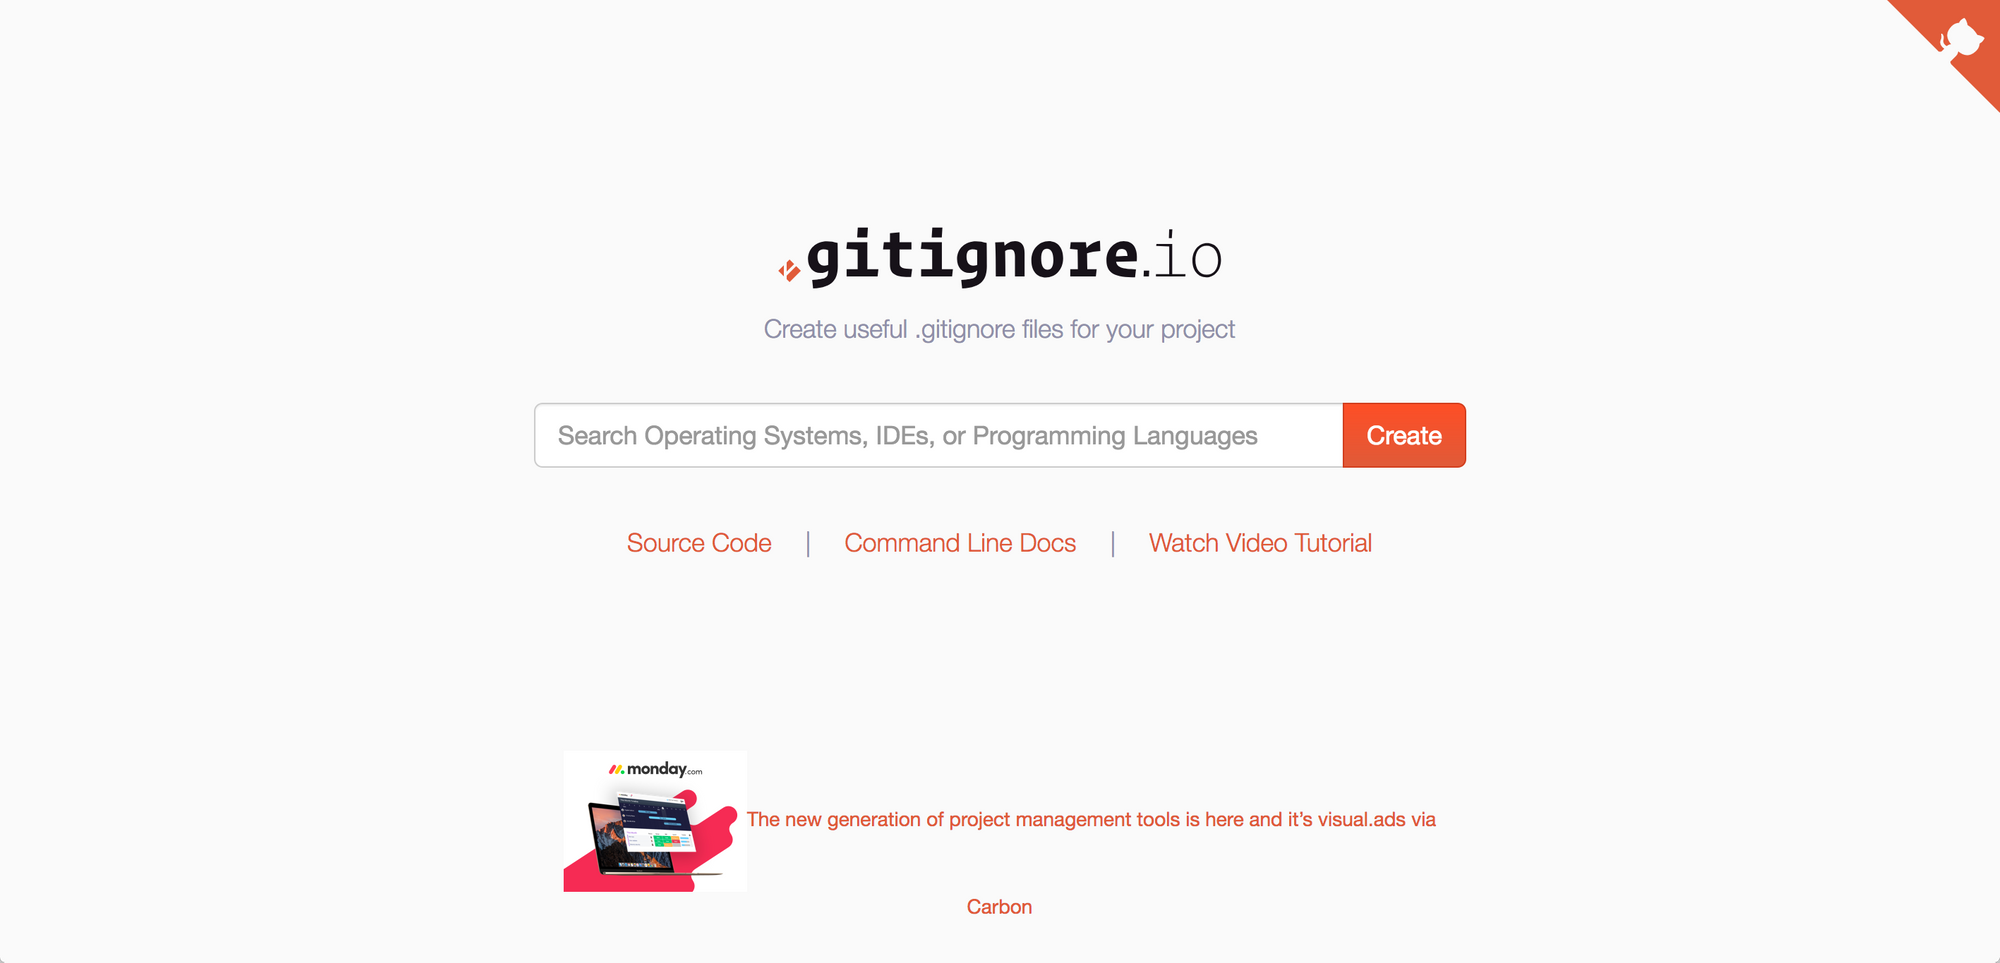 .gitignore.io
Create useful .gitignore files for your project
Search Operating Systems, IDEs, or Programming Languages
Create
Source Code | Command Line Docs | Watch Video Tutorial
monday.com
The new generation of project management tools is here and it’s visual.ads via
Carbon